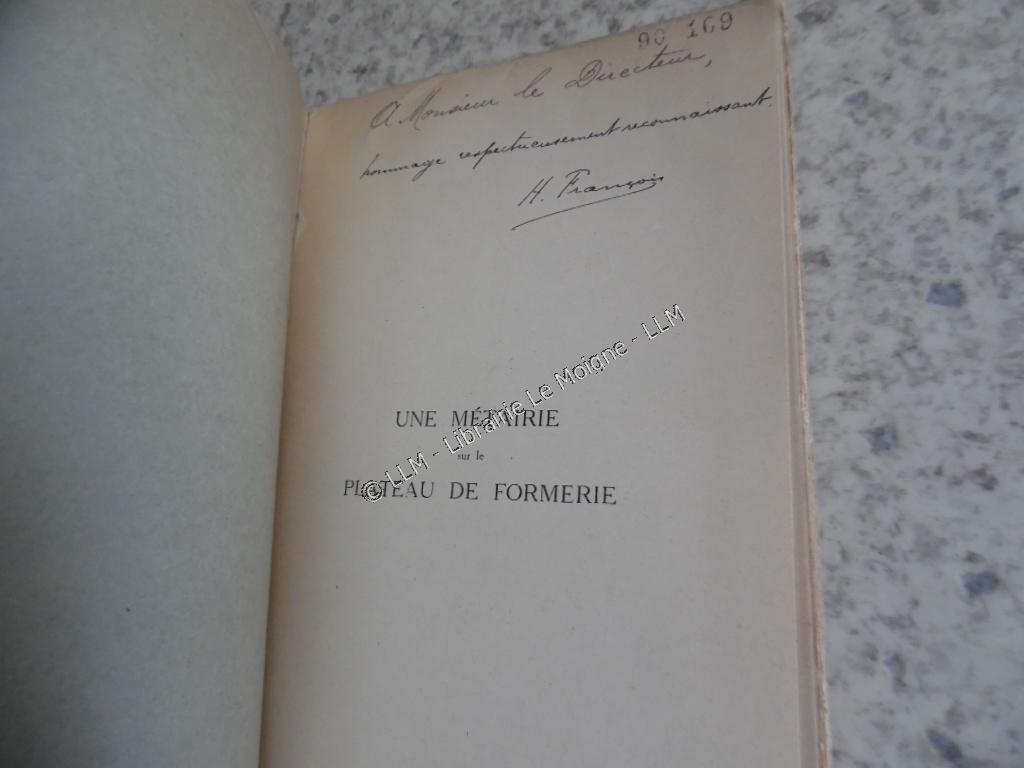 90 109
A Monsieur le Directeur,
hommage respectueusement reconnaissant.
H. François
UNE MÉTAIRIE
sur le
PLATEAU DE FORMERIE
© LLM - Librairie Le Moigne - LLM